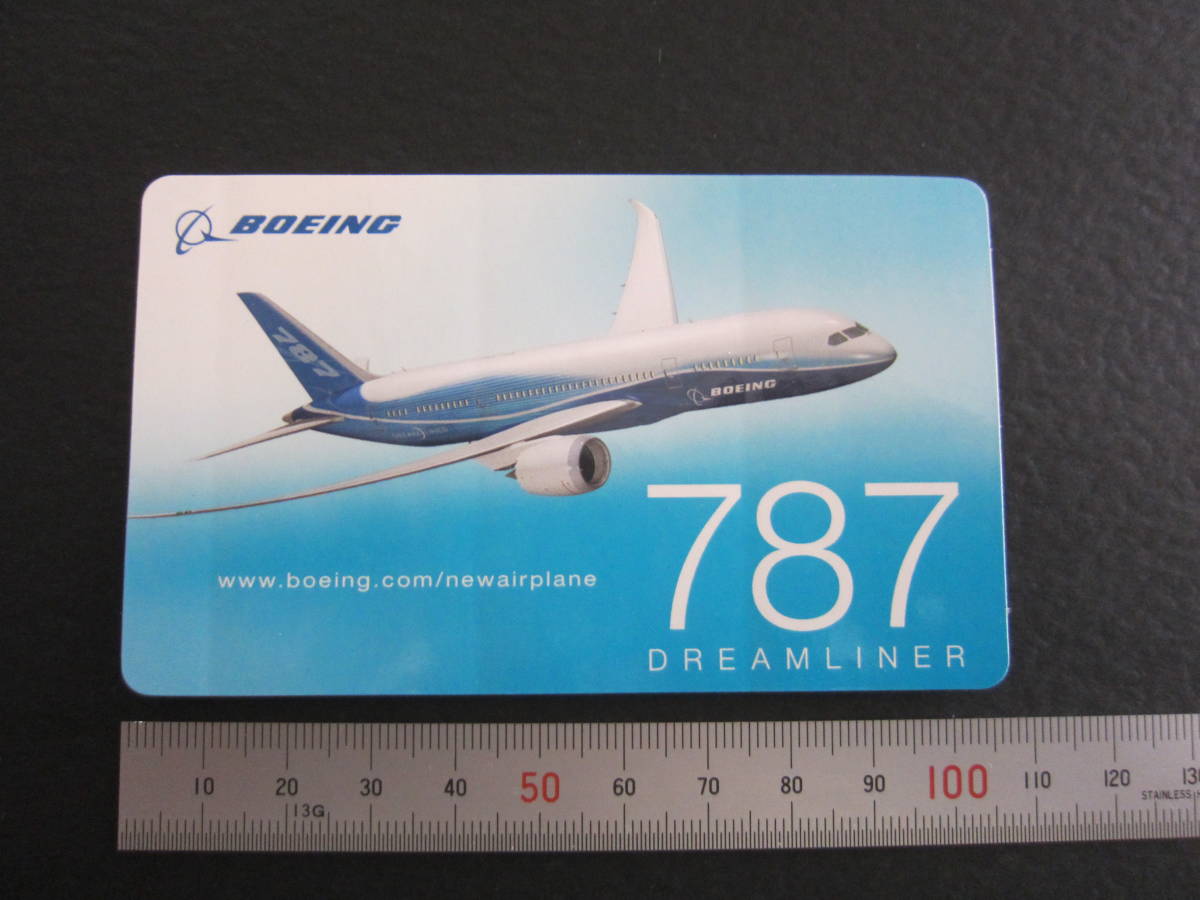 BOEING
787
BOEING
www.boeing.com/newairplane
787
DREAMLINER
10 20 30 40 50 60 70 80 90 100 110 120
13G
STAINLESS